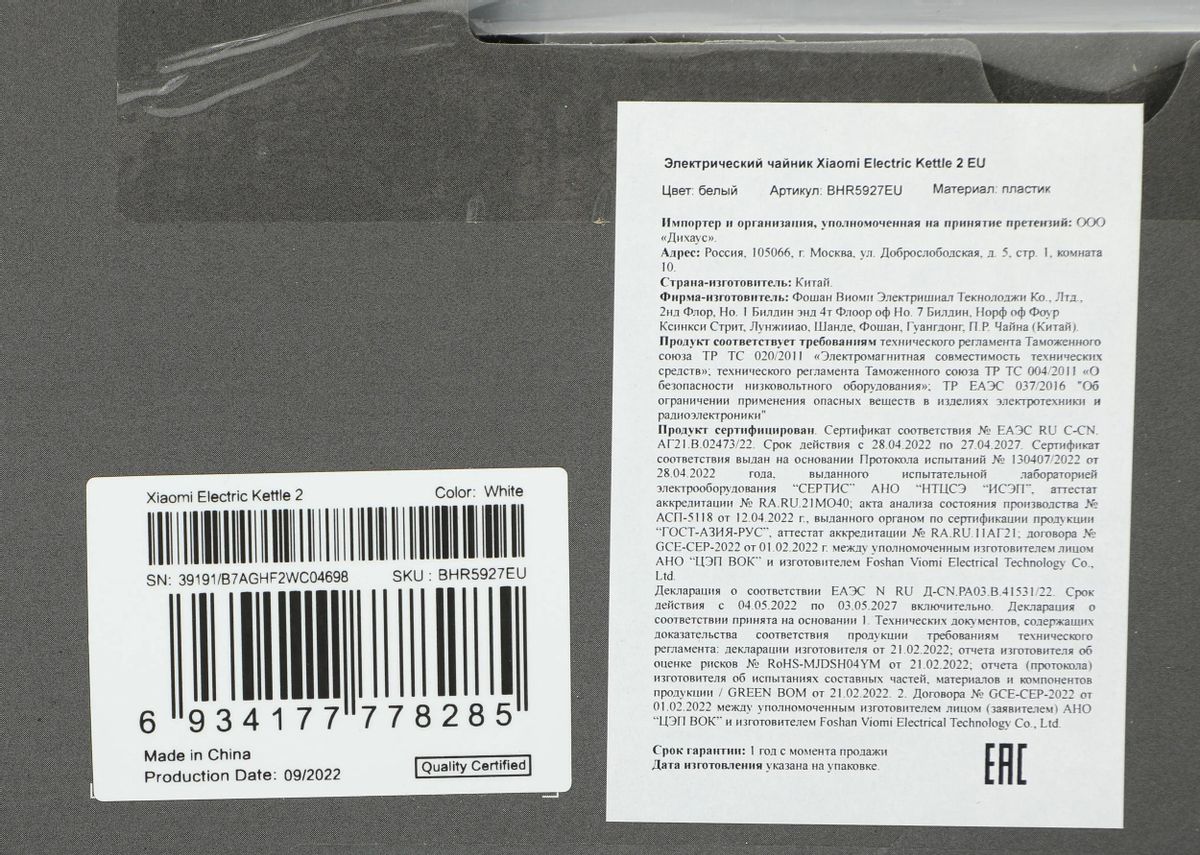 Электрический чайник Xiaomi Electric Kettle 2 EU
Цвет: белый Артикул: BHR5927EU Материал: пластик
Импортер и организация, уполномоченная на принятие претензий: ООО
«Дихаус».
Адрес: Россия, 105066, г. Москва, ул. Доброслободская, д. 5, стр. 1, комната
10.
Страна-изготовитель: Китай.
Фирма-изготовитель: Фошан Виоми Электришиал Текнолоджи Ко., Лтд.,
2нд Флор, Но. 1 Билдин энд 4т Флоор оф Но. 7 Билдин, Норф оф Фоур
Ксинкси Стрит, Лунжииао, Шанде, Фошан, Гуангдонг, П.Р. Чайна (Китай).
Продукт соответствует требованиям технического регламента Таможенного
союза ТР ТС 020/2011 «Электромагнитная совместимость технических
средств»; технического регламента Таможенного союза ТР ТС 004/2011 «О
безопасности низковольтного оборудования»; ТР ЕАЭС 037/2016 "Об
ограничении применения опасных веществ в изделиях электротехники и
радиоэлектроники"
Продукт сертифицирован. Сертификат соответствия № ЕАЭС RU C-CN.
АГ21.В.02473/22. Срок действия с 28.04.2022 по 27.04.2027. Сертификат
соответствия выдан на основании Протокола испытаний № 130407/2022 от
28.04.2022 года, выданного испытательной лабораторией
электрооборудования “СЕРТИС” АНО “НТЦСЭ “ИСЭП”, аттестат
аккредитации № RA.RU.21МО40; акта анализа состояния производства №
АСП-5118 от 12.04.2022 г., выданного органом по сертификации продукции
“ГОСТ-АЗИЯ-РУС”, аттестат аккредитации № RA.RU.11АГ21; договора №
GCE-CEP-2022 от 01.02.2022 г. между уполномоченным изготовителем лицом
АНО “ЦЭП ВОК” и изготовителем Foshan Viomi Electrical Technology Co.,
Ltd.
Декларация о соответствии ЕАЭС N RU Д-CN.РА03.В.41531/22. Срок
действия с 04.05.2022 по 03.05.2027 включительно. Декларация о
соответствии принята на основании 1. Технических документов, содержащих
доказательства соответствия продукции требованиям технического
регламента: декларации изготовителя от 21.02.2022; отчета изготовителя об
оценке рисков № RoHS-MJDSH04YM от 21.02.2022; отчета (протокола)
изготовителя об испытаниях составных частей, материалов и компонентов
продукции / GREEN BOM от 21.02.2022. 2. Договора № GCE-CEP-2022 от
01.02.2022 между уполномоченным изготовителем лицом (заявителем) АНО
“ЦЭП ВОК” и изготовителем Foshan Viomi Electrical Technology Co., Ltd.
Срок гарантии: 1 год с момента продажи
Дата изготовления указана на упаковке.
EAC
Xiaomi Electric Kettle 2 Color: White
SN: 39191/B7AGHF2WC04698 SKU : BHR5927EU
6 934177 778285
Made in China
Production Date: 09/2022 Quality Certified